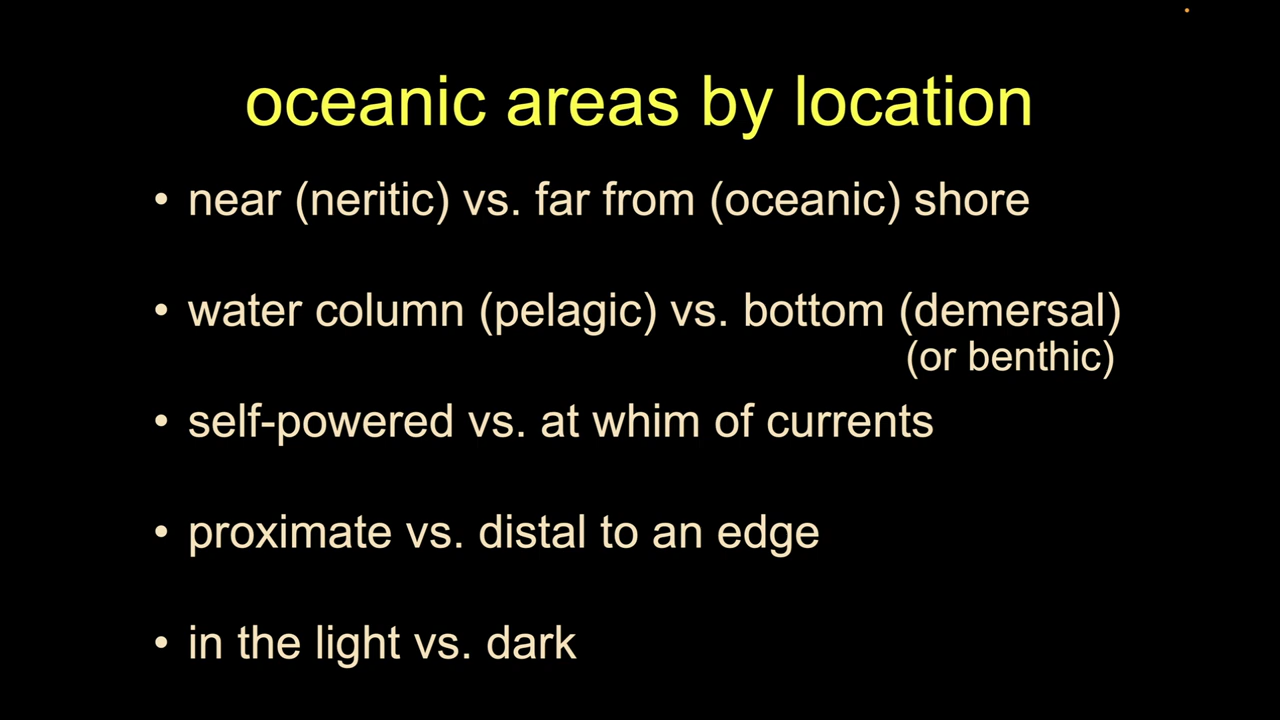 oceanic areas by location
• near (neritic) vs. far from (oceanic) shore
• water column (pelagic) vs. bottom (demersal)
(or benthic)
• self-powered vs. at whim of currents
• proximate vs. distal to an edge
• in the light vs. dark